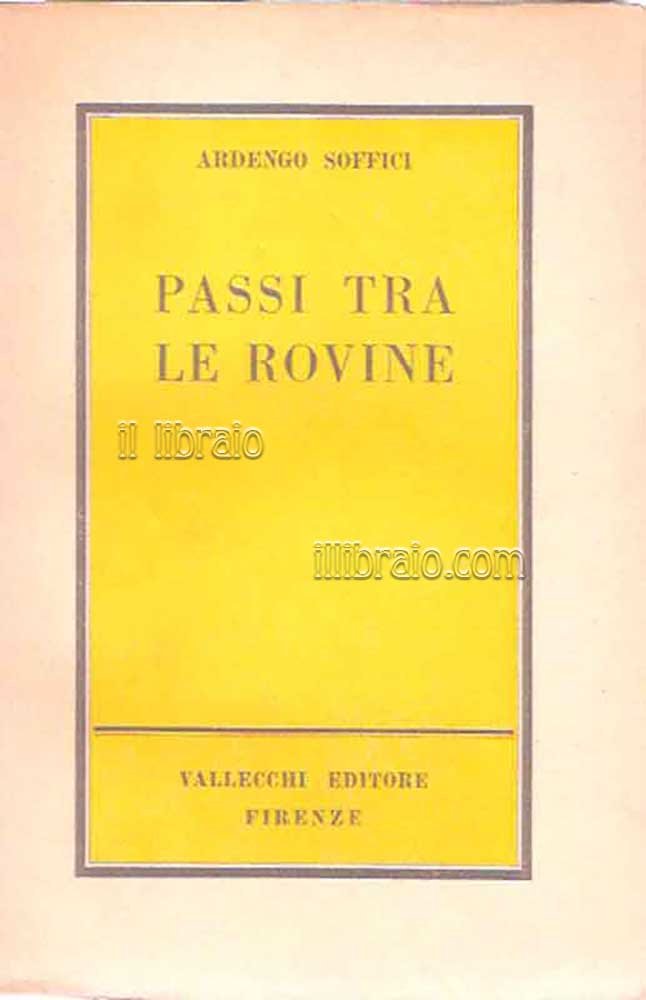 ARDENGO SOFFICI
PASSI TRA
LE ROVINE
il libraio
illibraio.com
VALLECCHI EDITORE
FIRENZE